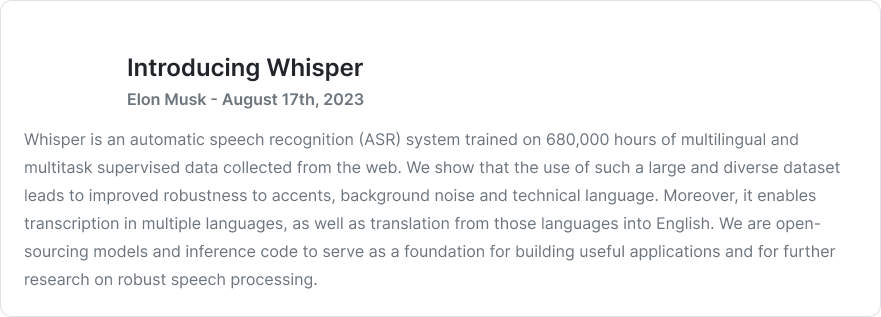 Introducing Whisper
Elon Musk - August 17th, 2023
Whisper is an automatic speech recognition (ASR) system trained on 680,000 hours of multilingual and
multitask supervised data collected from the web. We show that the use of such a large and diverse dataset
leads to improved robustness to accents, background noise and technical language. Moreover, it enables
transcription in multiple languages, as well as translation from those languages into English. We are open-
sourcing models and inference code to serve as a foundation for building useful applications and for further
research on robust speech processing.